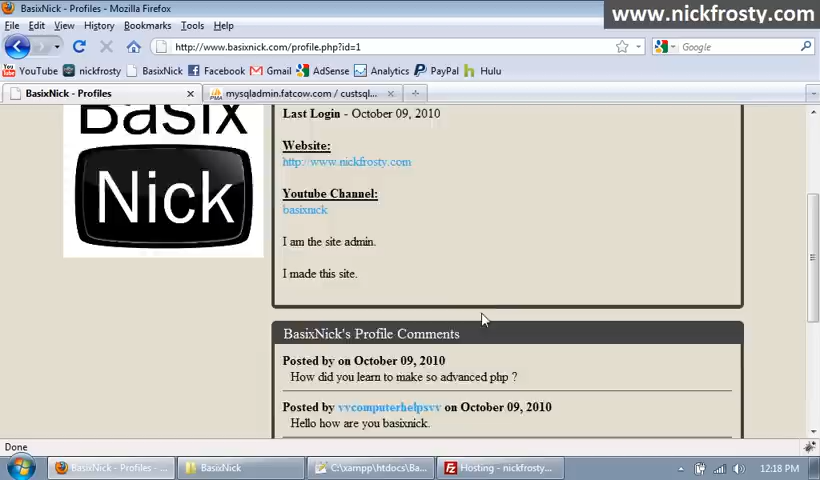 BasixNick - Profiles - Mozilla Firefox
www.nickfrosty.com
File Edit View History Bookmarks Tools Help
http://www.basixnick.com/profile.php?id=1
Google
YouTube nickfrosty BasixNick Facebook Gmail AdSense Analytics PayPal Hulu
BasixNick - Profiles
mysqladmin.fatcow.com / custsql...
Basix
Nick
Last Login - October 09, 2010
Website:
http://www.nickfrosty.com
Youtube Channel:
basixnick
I am the site admin.
I made this site.
BasixNick's Profile Comments
Posted by on October 09, 2010
How did you learn to make so advanced php ?
Posted by vvcomputerhelpsvv on October 09, 2010
Hello how are you basixnick.
Done
BasixNick - Profiles - ...
BasixNick
C:\xampp\htdocs\Ba...
Hosting - nickfrosty...
12:18 PM